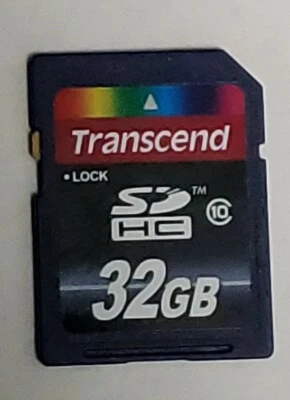 Transcend
• LOCK
SD HC ™ 10
32GB